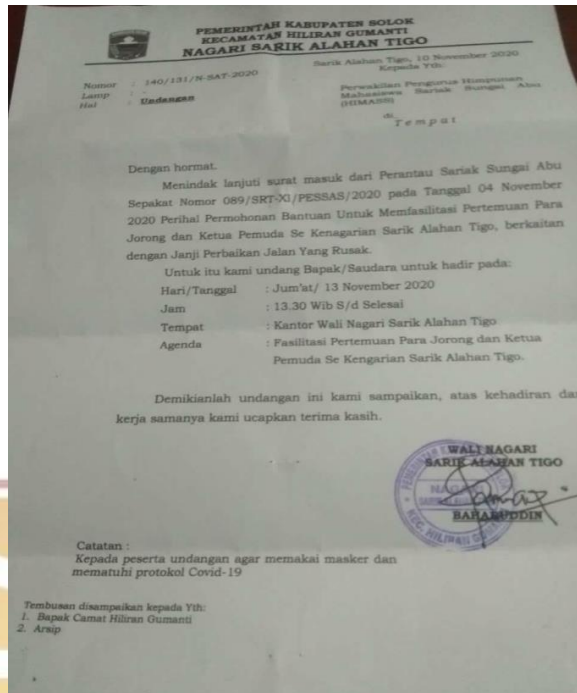 PEMERINTAH KABUPATEN SOLOK
KECAMATAN HILIRAN GUMANTI
NAGARI SARIK ALAHAN TIGO
Sarik Alahan Tigo, 10 November 2020
Kepada Yth:
Nomor : 140/131/N-SAT-2020
Lamp : -
Hal : Undangan
Perwakilan Pengurus Himpunan
Mahasiswa Sariak Sungai Abu
(HIMASS)
di
Tempat
Dengan hormat.
Menindak lanjuti surat masuk dari Perantau Sariak Sungai Abu
Sepakat Nomor 089/SRT-XI/PESSAS/2020 pada Tanggal 04 November
2020 Perihal Permohonan Bantuan Untuk Memfasilitasi Pertemuan Para
Jorong dan Ketua Pemuda Se Kenagarian Sarik Alahan Tigo, berkaitan
dengan Janji Perbaikan Jalan Yang Rusak.
Untuk itu kami undang Bapak/Saudara untuk hadir pada:
Hari/Tanggal : Jum'at/ 13 November 2020
Jam : 13.30 Wib S/d Selesai
Tempat : Kantor Wali Nagari Sarik Alahan Tigo
Agenda : Fasilitasi Pertemuan Para Jorong dan Ketua
Pemuda Se Kengarian Sarik Alahan Tigo.
Demikianlah undangan ini kami sampaikan, atas kehadiran dan
kerja samanya kami ucapkan terima kasih.
WALI NAGARI
SARIK ALAHAN TIGO
BAHARUDDIN
Catatan :
Kepada peserta undangan agar memakai masker dan
mematuhi protokol Covid-19
Tembusan disampaikan kepada Yth:
1. Bapak Camat Hiliran Gumanti
2. Arsip